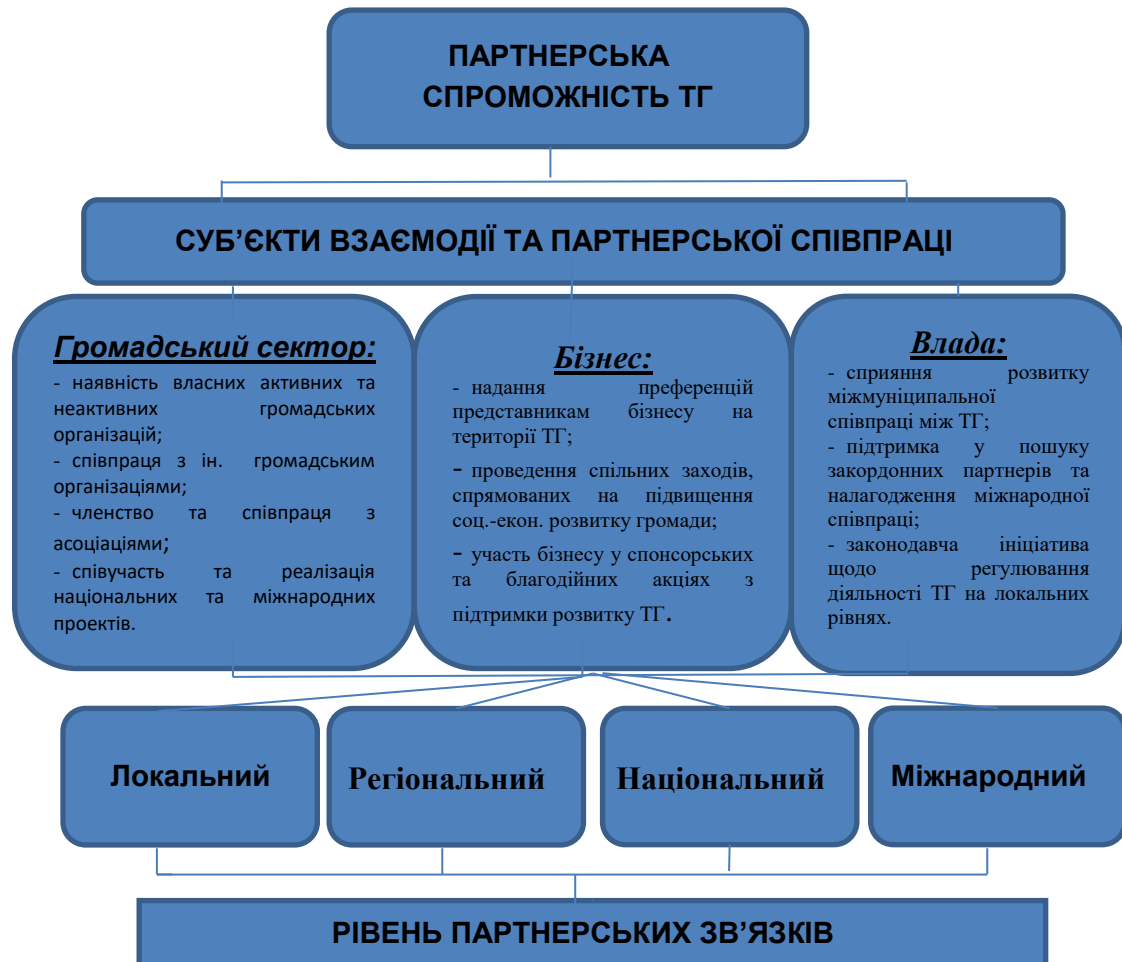 ПАРТНЕРСЬКА
СПРОМОЖНІСТЬ ТГ
СУБ’ЄКТИ ВЗАЄМОДІЇ ТА ПАРТНЕРСЬКОЇ СПІВПРАЦІ
Громадський сектор:
- наявність власних активних та
неактивних громадських
організацій;
- співпраця з ін. громадським
організаціями;
- членство та співпраця з
асоціаціями;
- співучасть та реалізація
національних та міжнародних
проектів.
Бізнес:
- надання преференцій
представникам бізнесу на
території ТГ;
- проведення спільних заходів,
спрямованих на підвищення
соц.-екон. розвитку громади;
- участь бізнесу у спонсорських
та благодійних акціях з
підтримки розвитку ТГ.
Влада:
- сприяння розвитку
міжмуніципальної
співпраці між ТГ;
- підтримка у пошуку
закордонних партнерів та
налагодження міжнародної
співпраці;
- законодавча ініціатива
щодо регулювання
діяльності ТГ на локальних
рівнях.
Локальний
Регіональний
Національний
Міжнародний
РІВЕНЬ ПАРТНЕРСЬКИХ ЗВ’ЯЗКІВ